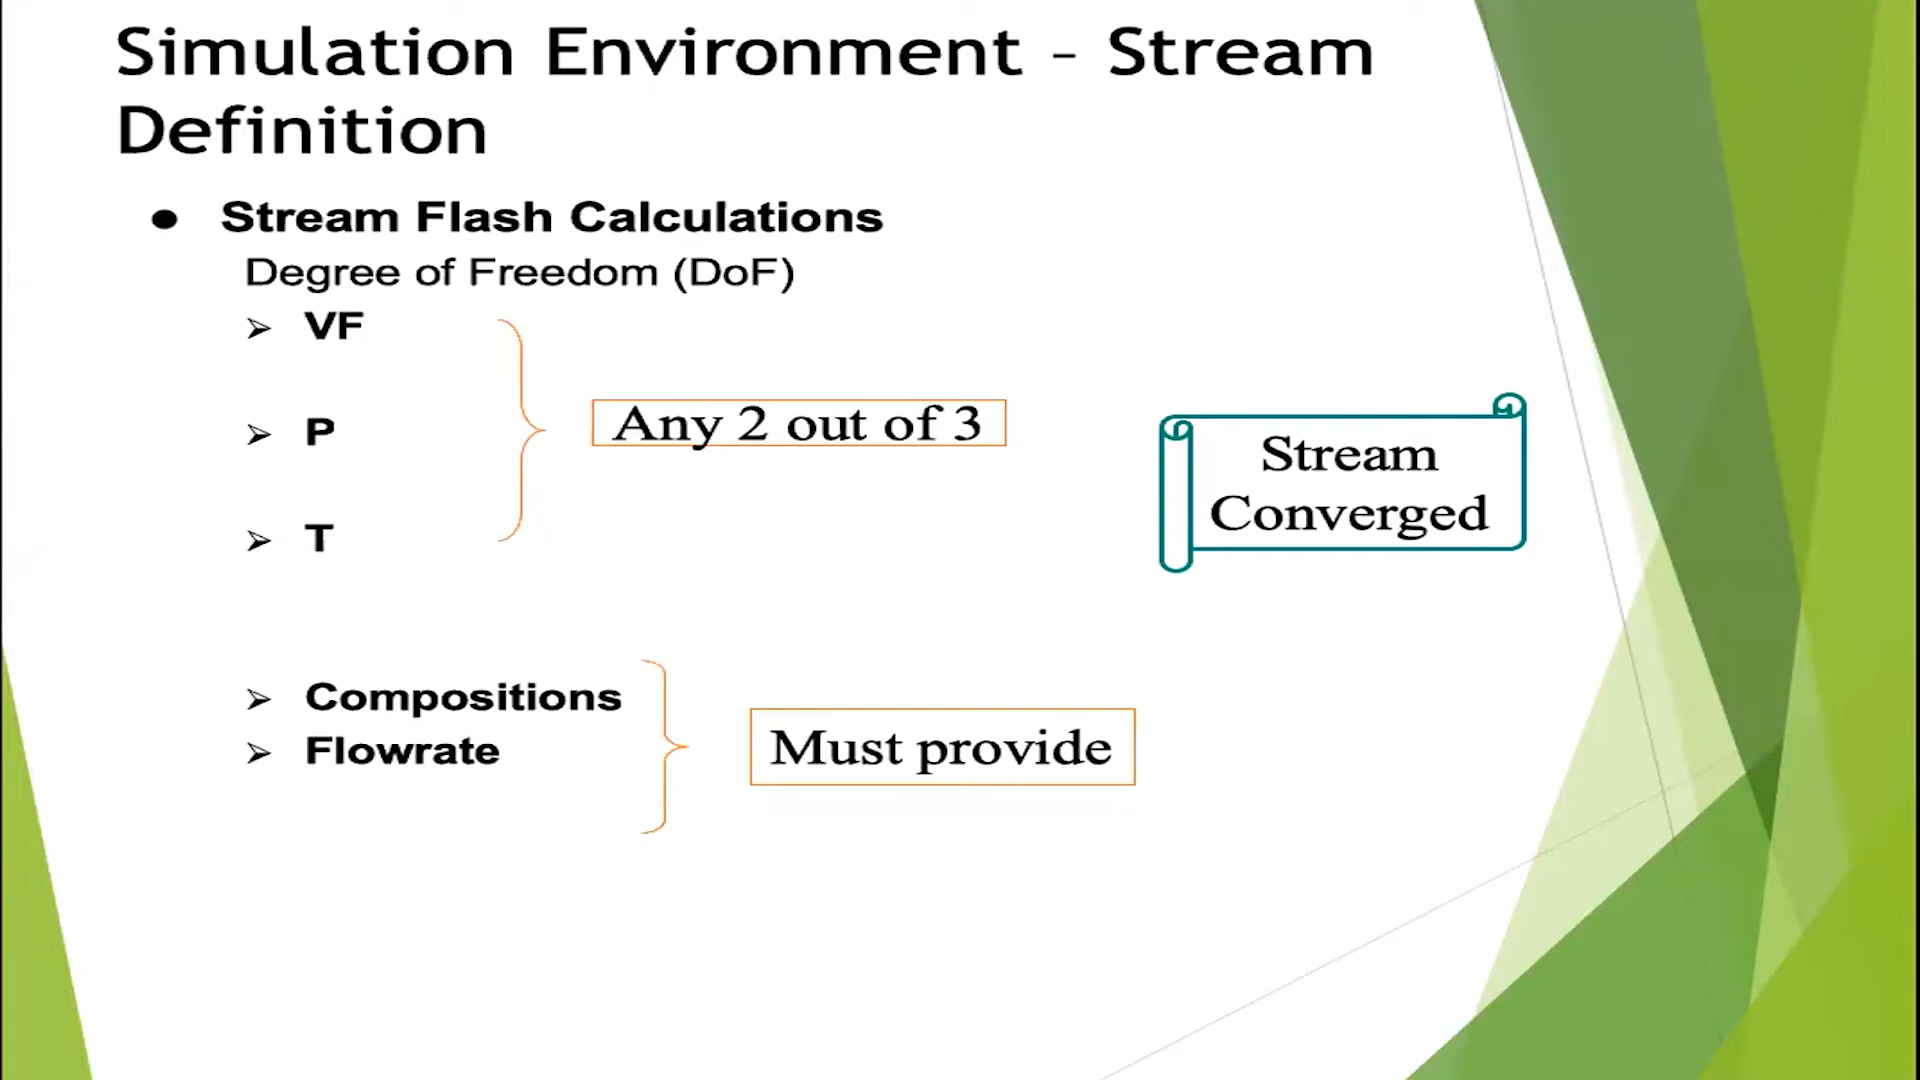 Simulation Environment – Stream
Definition
● Stream Flash Calculations
Degree of Freedom (DoF)
➢ VF
➢ P
➢ T
Any 2 out of 3
Stream
Converged
➢ Compositions
➢ Flowrate
Must provide